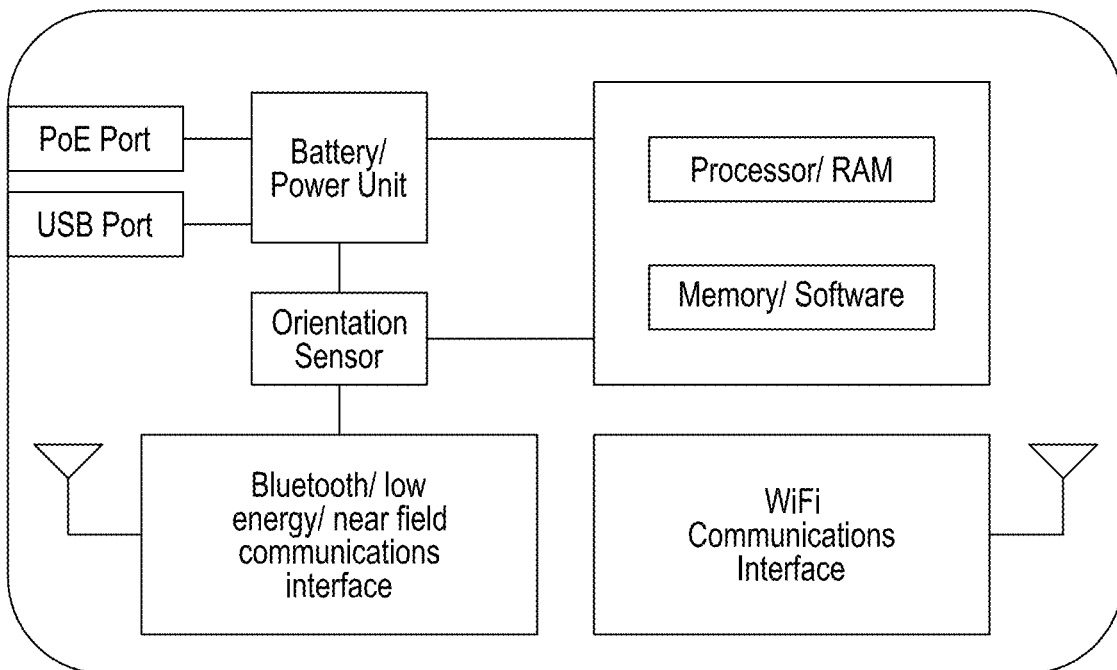 PoE Port
USB Port
Battery/
Power Unit
Processor/ RAM
Memory/ Software
Orientation
Sensor
Bluetooth/ low
energy/ near field
communications
interface
WiFi
Communications
Interface